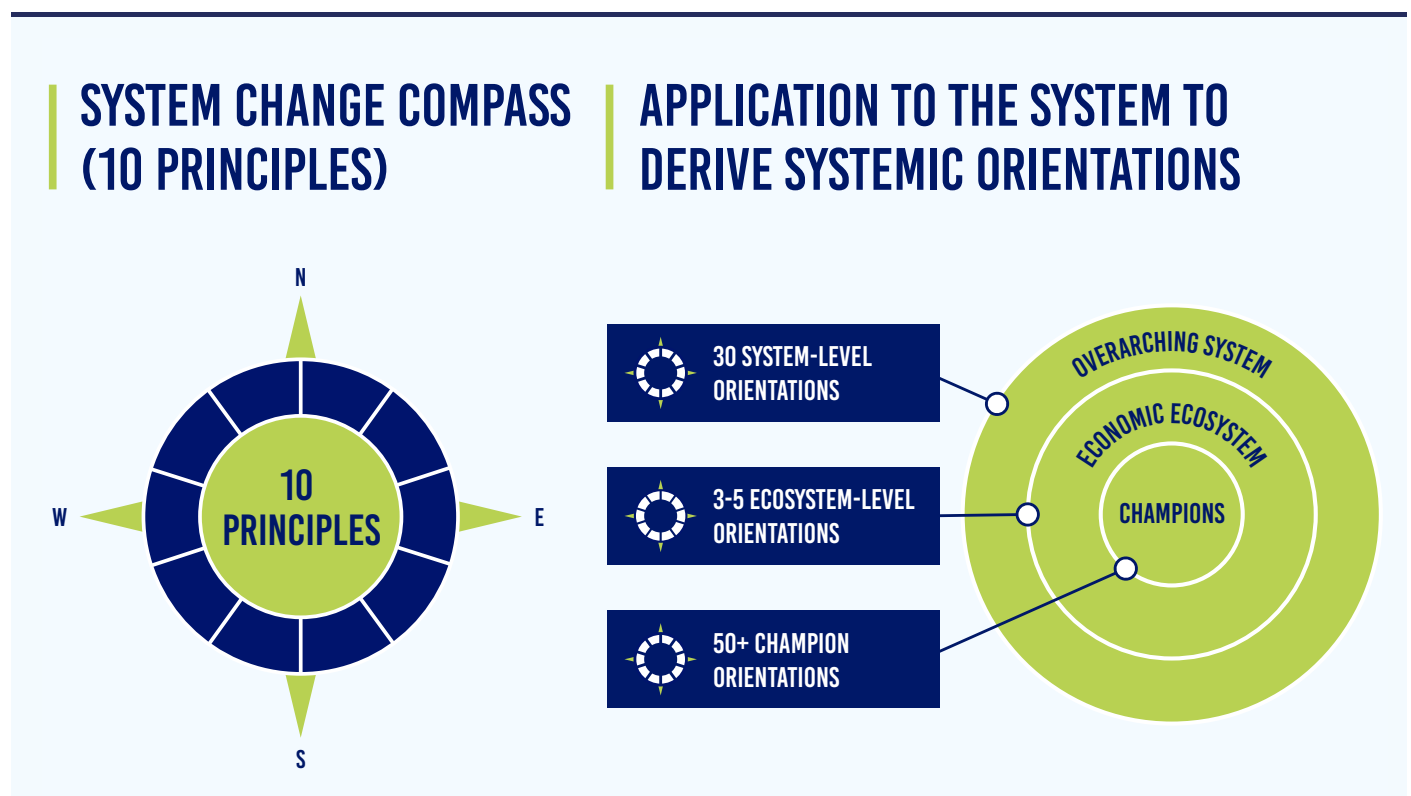 SYSTEM CHANGE COMPASS
(10 PRINCIPLES)
APPLICATION TO THE SYSTEM TO
DERIVE SYSTEMIC ORIENTATIONS
N
W
10
PRINCIPLES
E
S
30 SYSTEM-LEVEL
ORIENTATIONS
3-5 ECOSYSTEM-LEVEL
ORIENTATIONS
50+ CHAMPION
ORIENTATIONS
OVERARCHING SYSTEM
ECONOMIC ECOSYSTEM
CHAMPIONS